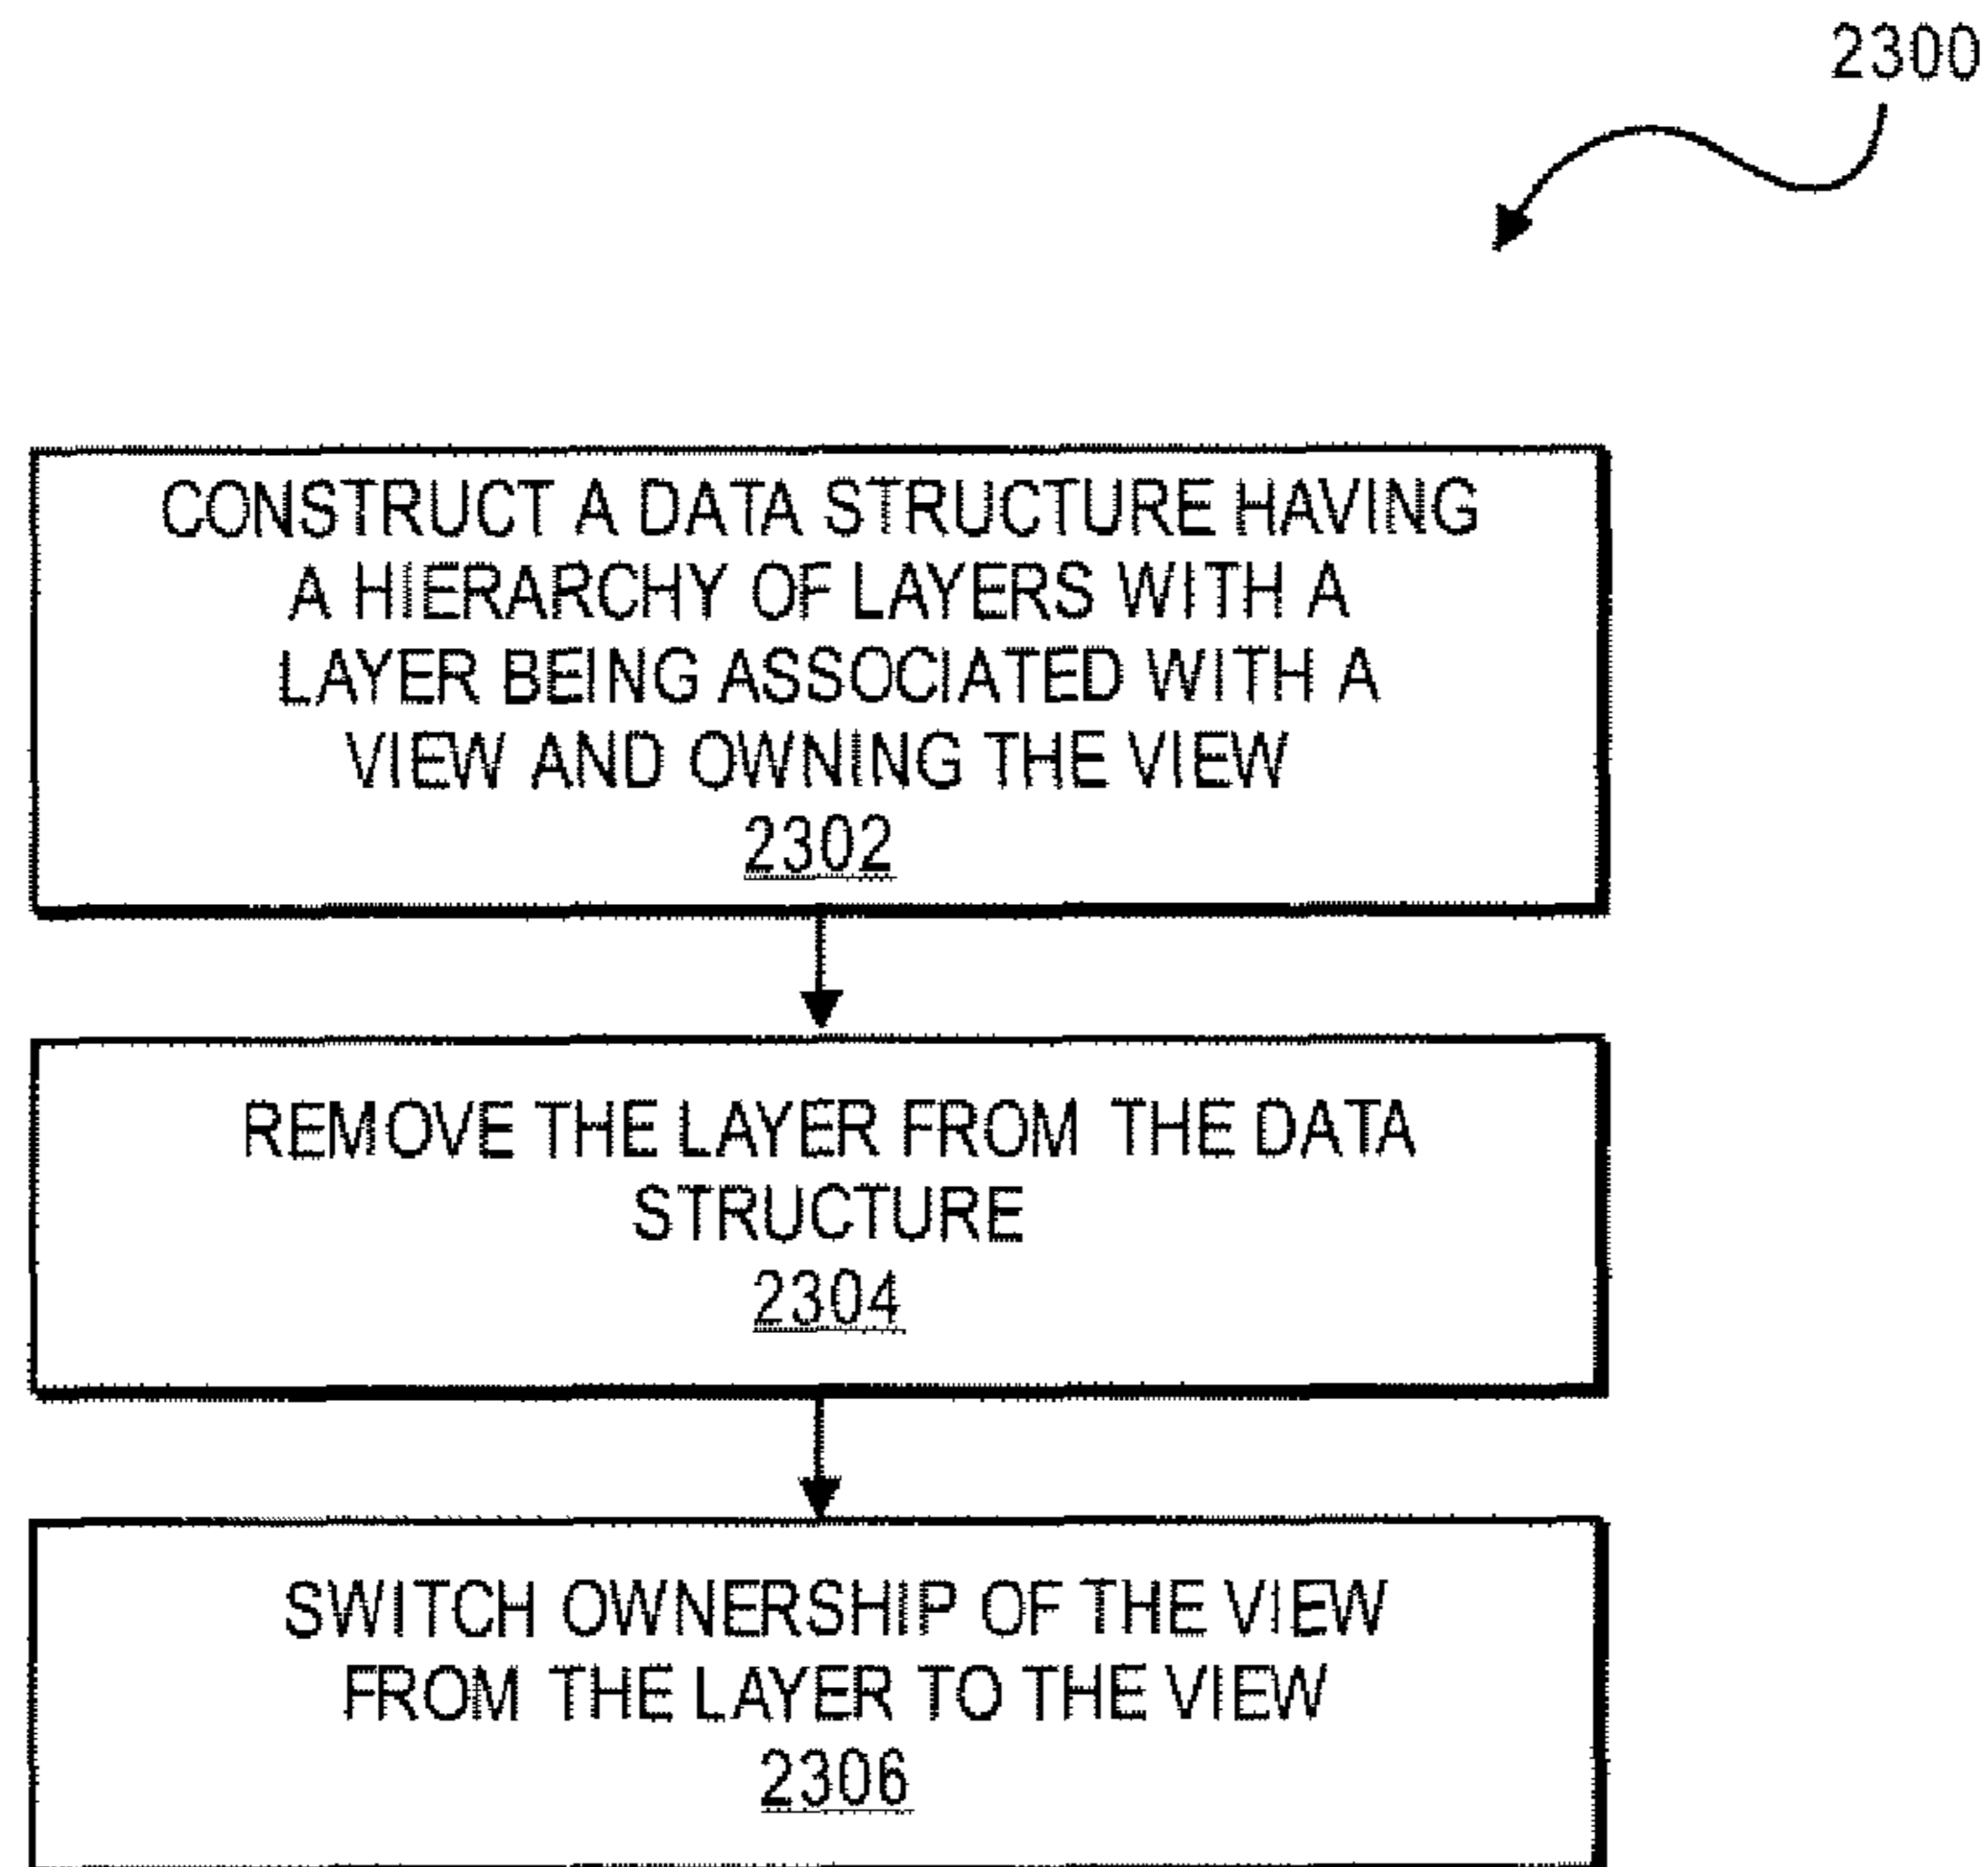 2300
CONSTRUCT A DATA STRUCTURE HAVING
A HIERARCHY OF LAYERS WITH A
LAYER BEING ASSOCIATED WITH A
VIEW AND OWNING THE VIEW
2302
REMOVE THE LAYER FROM THE DATA
STRUCTURE
2304
SWITCH OWNERSHIP OF THE VIEW
FROM THE LAYER TO THE VIEW
2306